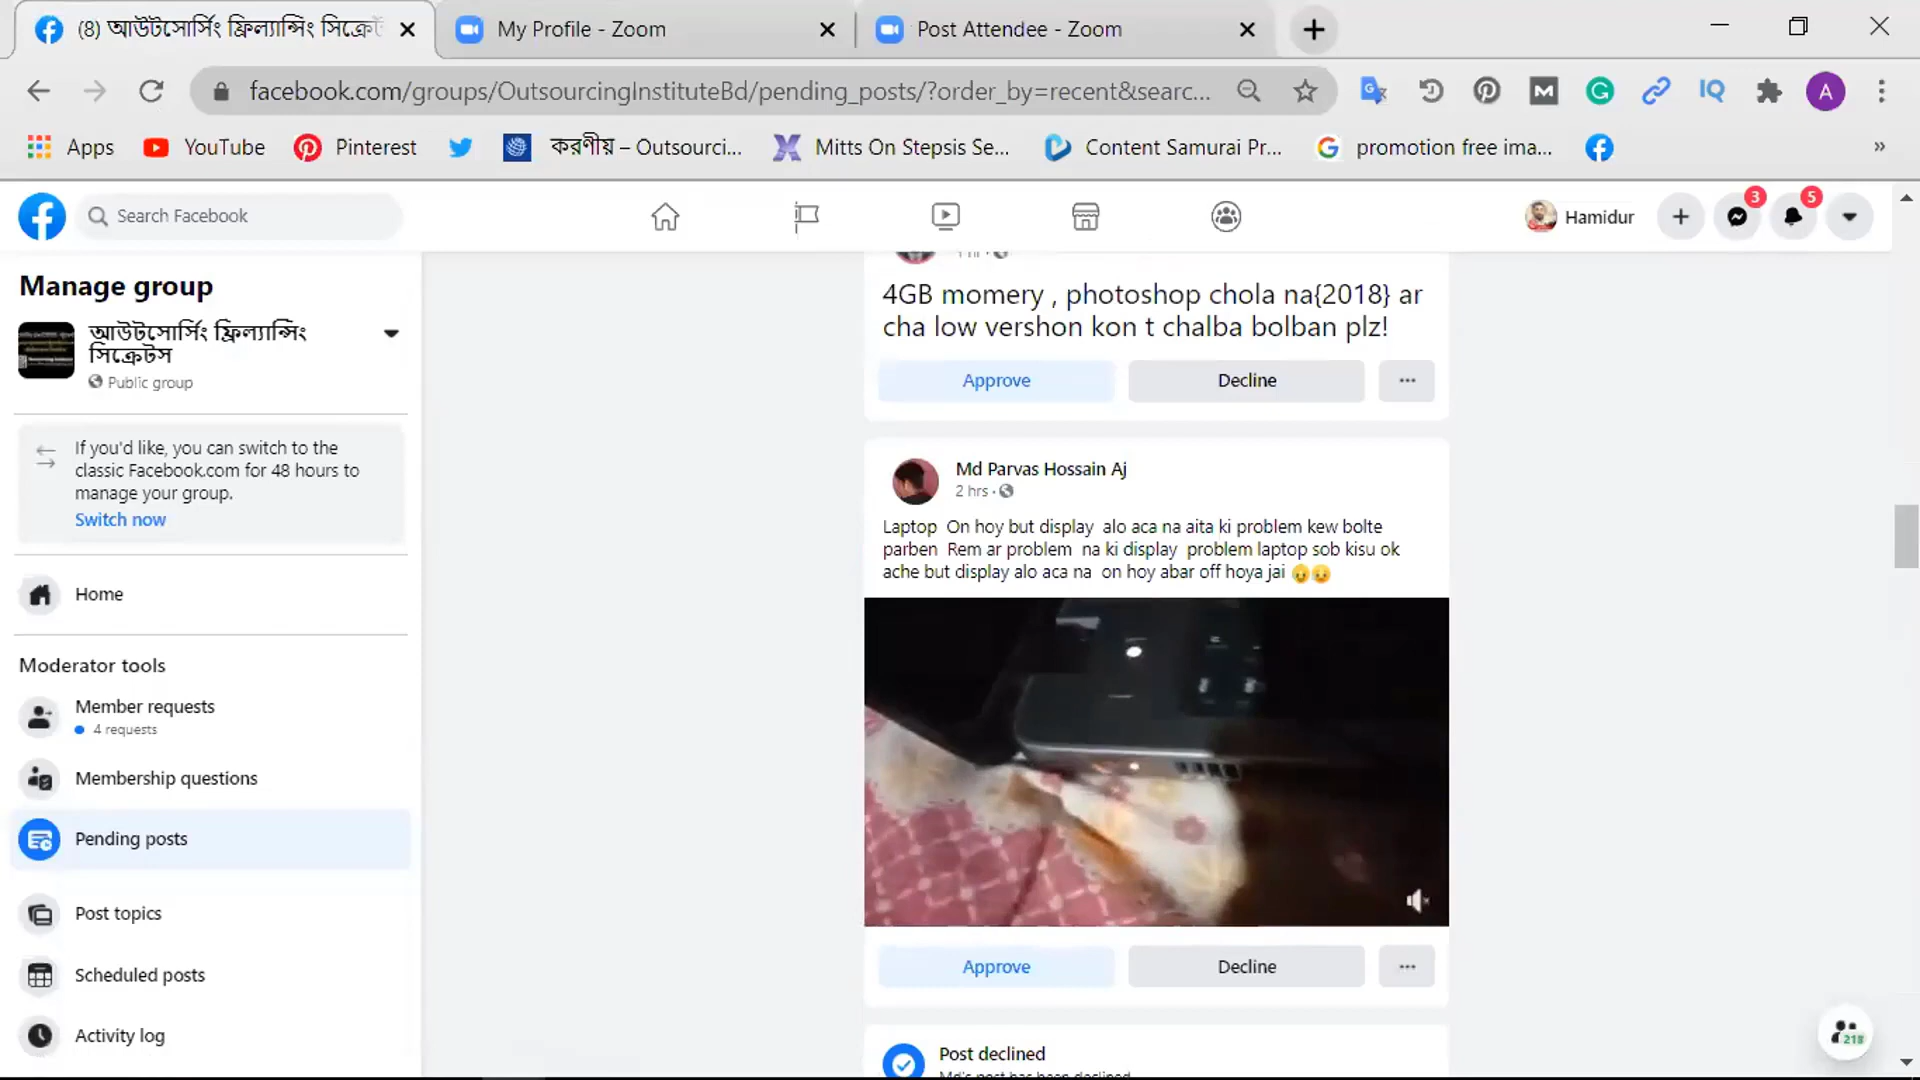 (8) আউটসোর্সিং ফ্রিল্যান্সিং সিক্রেট
My Profile - Zoom
Post Attendee - Zoom
facebook.com/groups/OutsourcingInstituteBd/pending_posts/?order_by=recent&searc...
A
Apps
YouTube
Pinterest
করণীয় – Outsourci...
Mitts On Stepsis Se...
Content Samurai Pr...
promotion free ima...
»
Search Facebook
Hamidur
3
5
Manage group
আউটসোর্সিং ফ্রিল্যান্সিং
সিক্রেটস
Public group
If you'd like, you can switch to the
classic Facebook.com for 48 hours to
manage your group.
Switch now
Home
Moderator tools
Member requests
4 requests
Membership questions
Pending posts
Post topics
Scheduled posts
Activity log
4GB momery , photoshop chola na{2018} ar
cha low vershon kon t chalba bolban plz!
Approve
Decline
Md Parvas Hossain Aj
2 hrs ·
Laptop On hoy but display alo aca na aita ki problem kew bolte
parben Rem ar problem na ki display problem laptop sob kisu ok
ache but display alo aca na on hoy abar off hoya jai
Approve
Decline
Post declined
Md's post has been declined
218